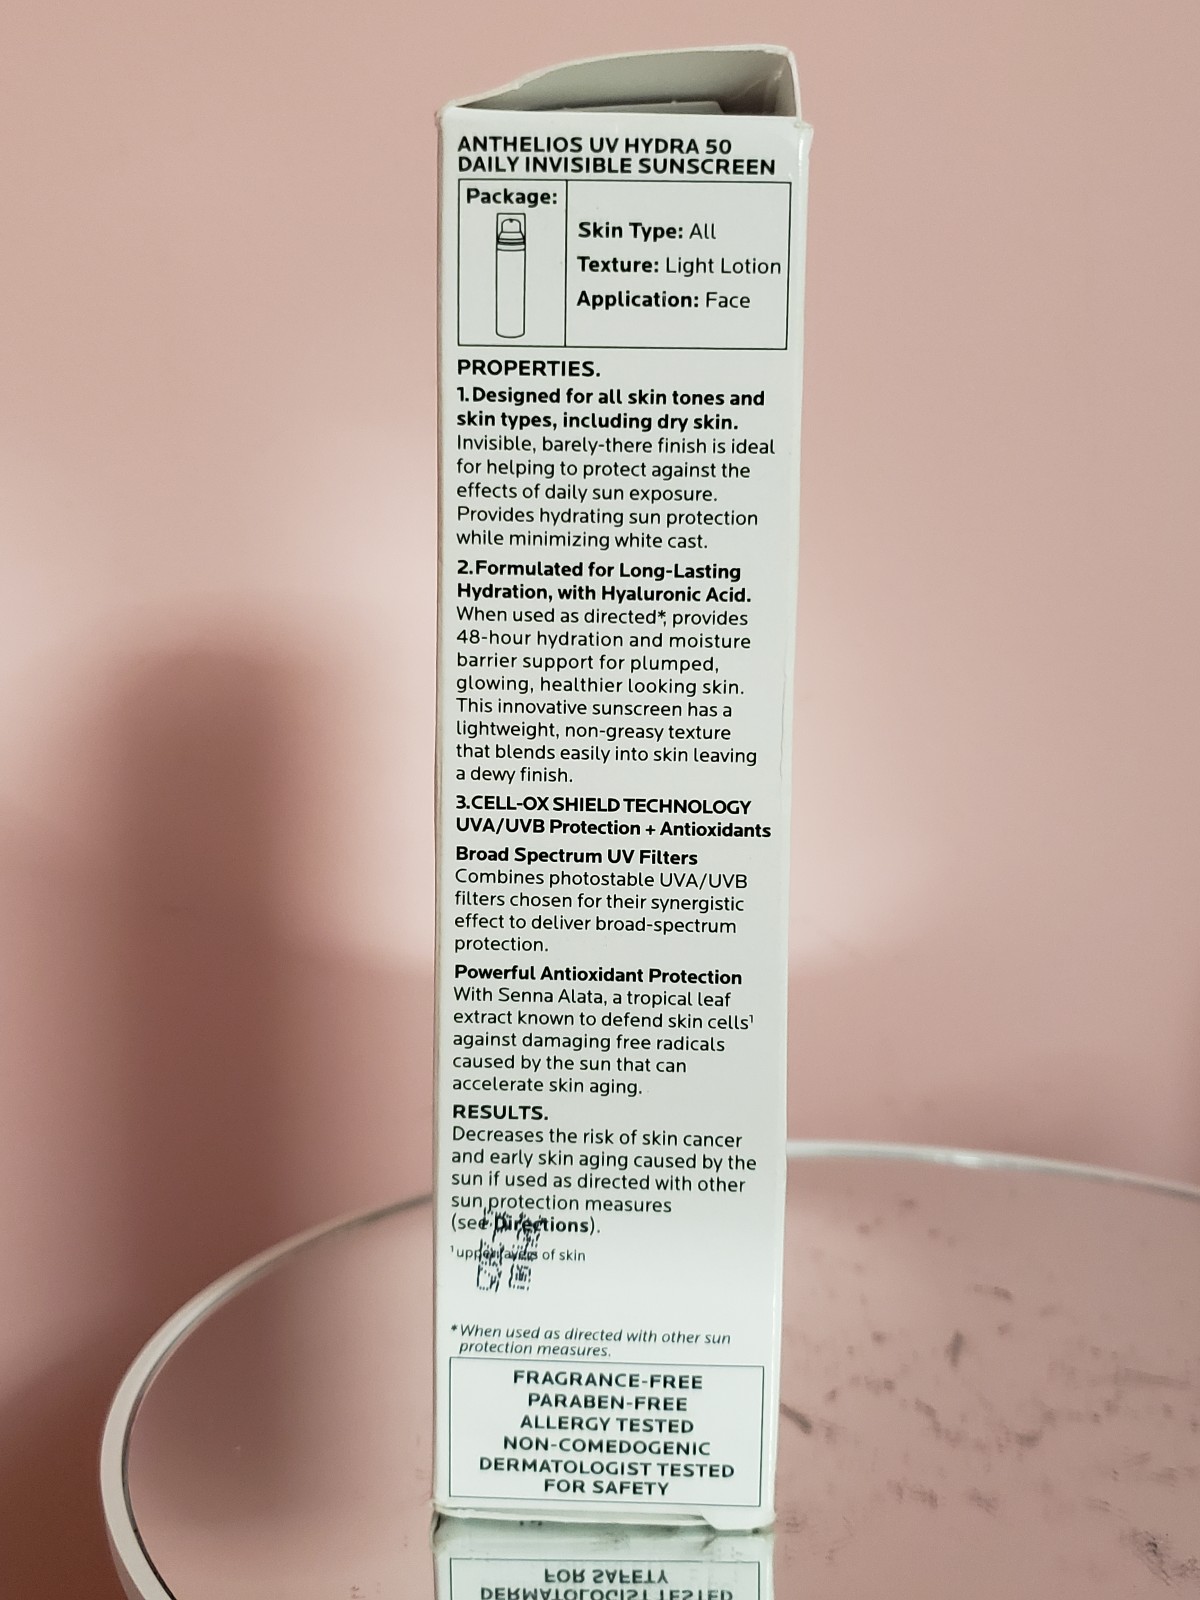 ANTHELIOS UV HYDRA 50
DAILY INVISIBLE SUNSCREEN
Package:
Skin Type: All
Texture: Light Lotion
Application: Face
PROPERTIES.
1.Designed for all skin tones and
skin types, including dry skin.
Invisible, barely-there finish is ideal
for helping to protect against the
effects of daily sun exposure.
Provides hydrating sun protection
while minimizing white cast.
2.Formulated for Long-Lasting
Hydration, with Hyaluronic Acid.
When used as directed*, provides
48-hour hydration and moisture
barrier support for plumped,
glowing, healthier looking skin.
This innovative sunscreen has a
lightweight, non-greasy texture
that blends easily into skin leaving
a dewy finish.
3.CELL-OX SHIELD TECHNOLOGY
UVA/UVB Protection + Antioxidants
Broad Spectrum UV Filters
Combines photostable UVA/UVB
filters chosen for their synergistic
effect to deliver broad-spectrum
protection.
Powerful Antioxidant Protection
With Senna Alata, a tropical leaf
extract known to defend skin cells¹
against damaging free radicals
caused by the sun that can
accelerate skin aging.
RESULTS.
Decreases the risk of skin cancer
and early skin aging caused by the
sun if used as directed with other
sun protection measures
(see Directions).
¹upper layers of skin
*When used as directed with other sun
protection measures.
FRAGRANCE-FREE
PARABEN-FREE
ALLERGY TESTED
NON-COMEDOGENIC
DERMATOLOGIST TESTED
FOR SAFETY